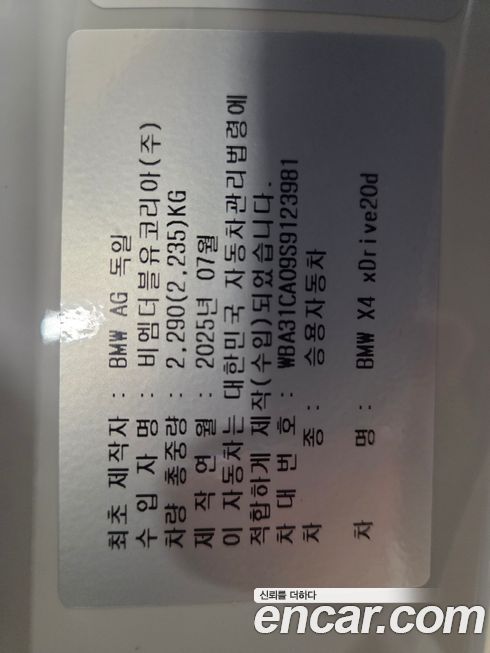 최초 제작자 : BMW AG 독일
수 입 자 명 : 비엠더블유코리아(주)
차량 총중량 : 2,290(2,235)KG
제 작 연 월 : 2025년 07월
이 자동차는 대한민국 자동차관리법령에
적합하게 제작(수입)되었습니다.
차 대 번 호 : WBA31CA09S9123981
차 종 : 승용자동차
차 명 : BMW X4 xDrive20d
신뢰를 더하다
encar.com